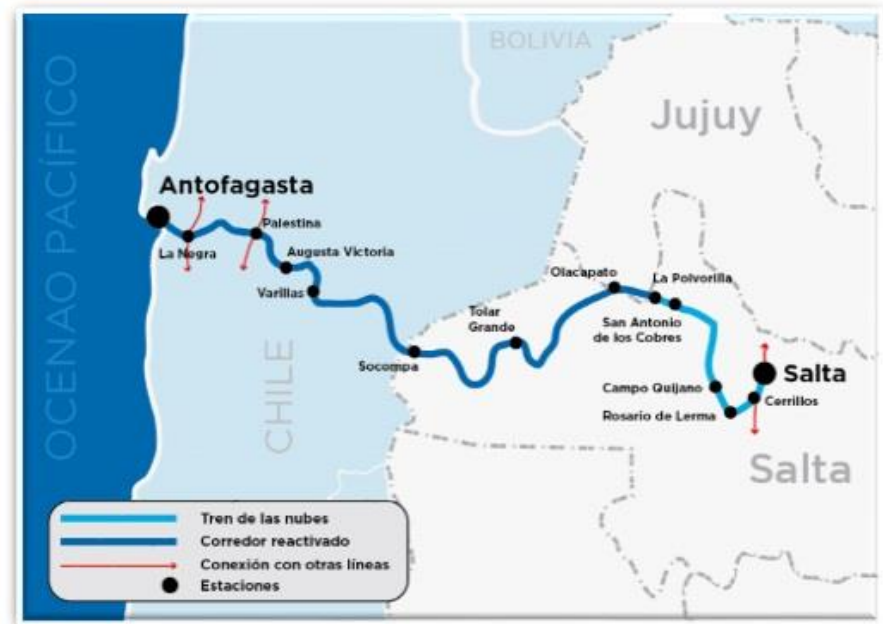 BOLIVIA
OCENAO PACÍFICO
Jujuy
Antofagasta
Palestina
La Negra
Augusta Victoria
Varillas
Olacapato
La Polvorilla
Tolar
Grande
San Antonio
de los Cobres
Socompa
CHILE
Salta
Campo Quijano
Cerrillos
Rosario de Lerma
Salta
Tren de las nubes
Corredor reactivado
Conexión con otras líneas
Estaciones